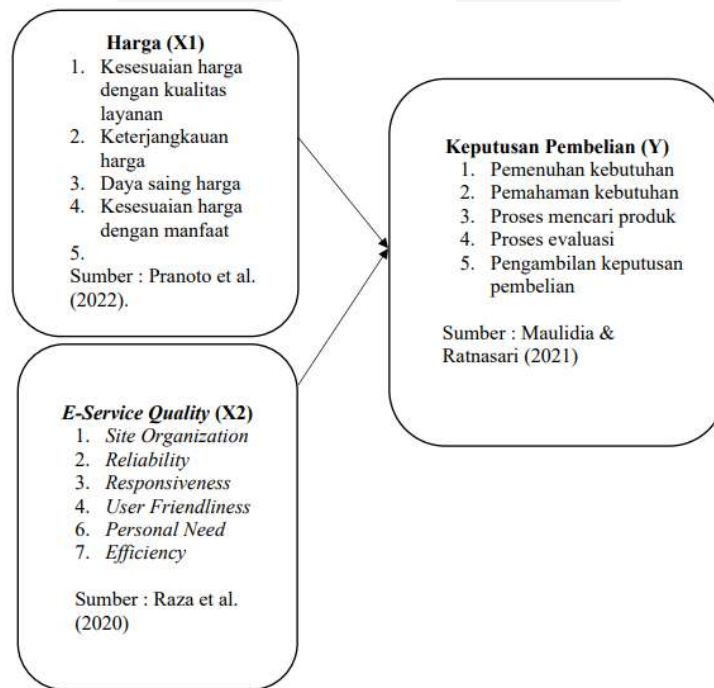 Harga (X1)
1. Kesesuaian harga
dengan kualitas
layanan
2. Keterjangkauan
harga
3. Daya saing harga
4. Kesesuaian harga
dengan manfaat
5.
Sumber : Pranoto et al.
(2022).
E-Service Quality (X2)
1. Site Organization
2. Reliability
3. Responsiveness
4. User Friendliness
6. Personal Need
7. Efficiency
Sumber : Raza et al.
(2020)
Keputusan Pembelian (Y)
1. Pemenuhan kebutuhan
2. Pemahaman kebutuhan
3. Proses mencari produk
4. Proses evaluasi
5. Pengambilan keputusan
pembelian
Sumber : Maulidia &
Ratnasari (2021)